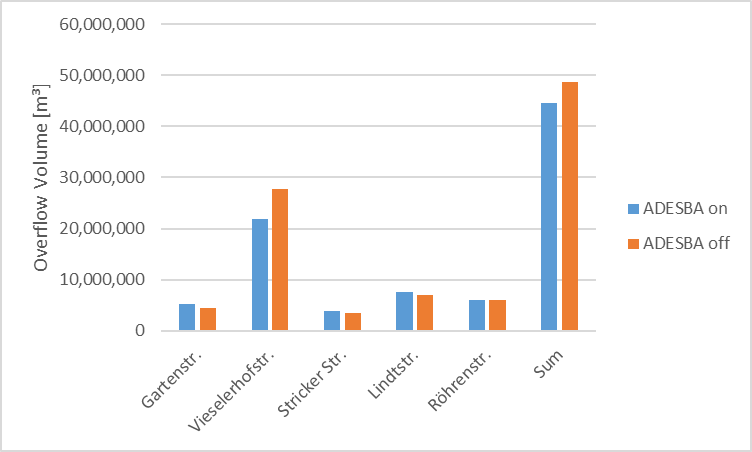 60,000,000
50,000,000
40,000,000
30,000,000
20,000,000
10,000,000
0
Overflow Volume [m³]
Gartenstr.
Vieselerhofstr.
Stricker Str.
Lindtstr.
Röhrenstr.
Sum
ADESBA on
ADESBA off